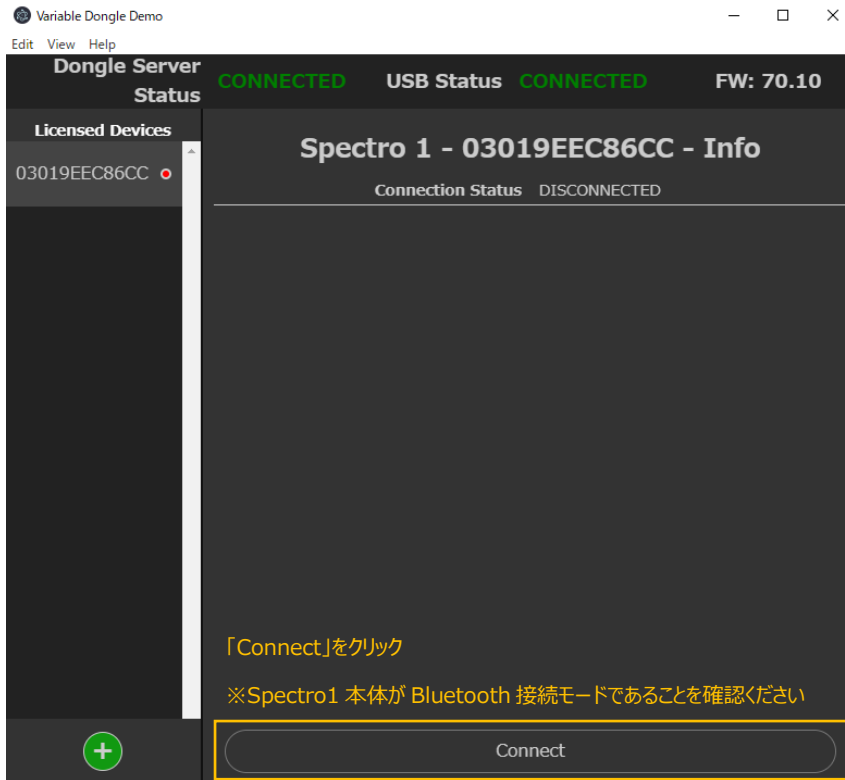 Variable Dongle Demo
Edit View Help
Dongle Server
Status
CONNECTED
USB Status CONNECTED
FW: 70.10
Licensed Devices
03019EEC86CC
Spectro 1 - 03019EEC86CC - Info
Connection Status DISCONNECTED
「Connect」をクリック
※Spectro1 本体が Bluetooth 接続モードであることを確認ください
Connect